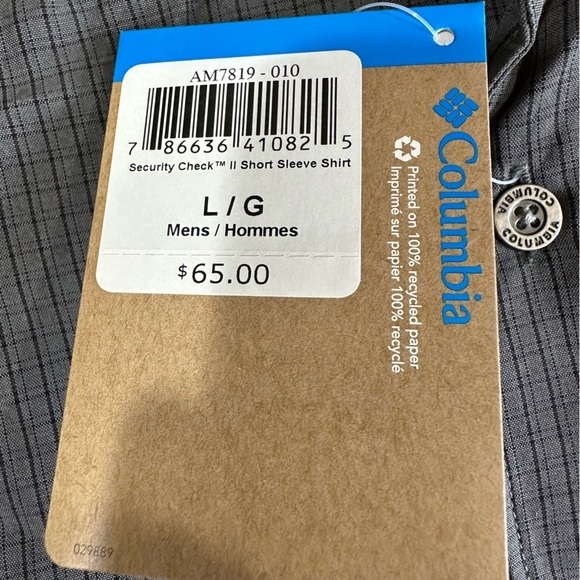 AM7819 - 010
7 86636 41082 5
Security Check™ II Short Sleeve Shirt
L / G
Mens / Hommes
$65.00
Columbia
Printed on 100% recycled paper
Imprimé sur papier 100% recyclé
COLUMBIA
COLUMBIA
029889